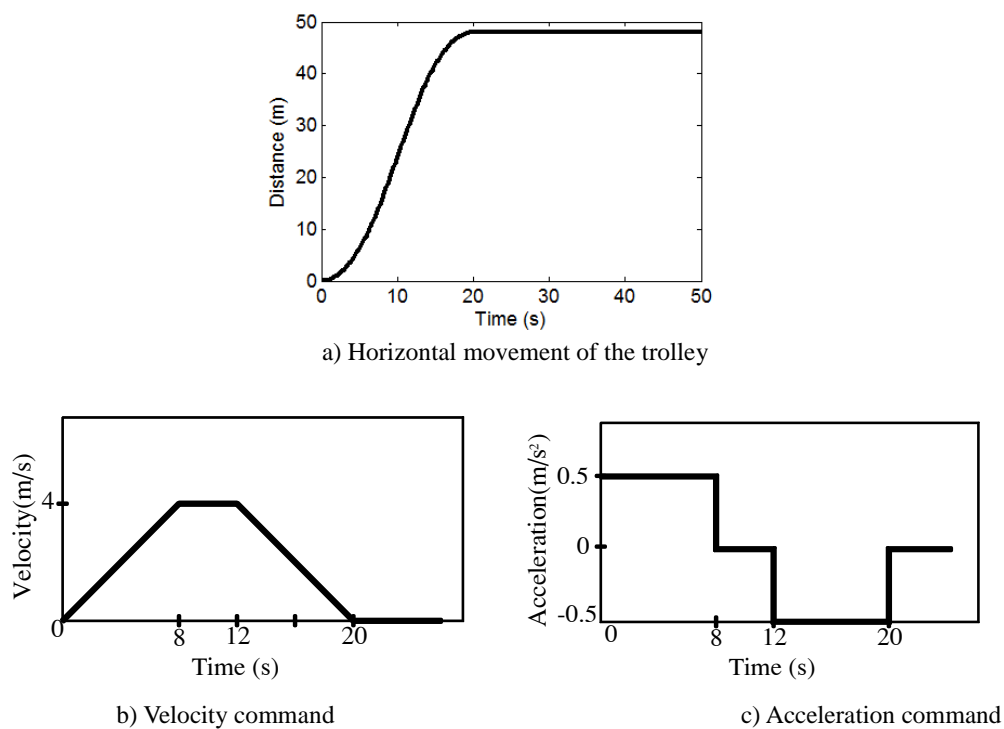 50
40
30
20
10
0
Distance (m)
0 10 20 30 40 50
Time (s)
a) Horizontal movement of the trolley
Velocity(m/s)
4
0
8 12 20
Time (s)
b) Velocity command
Acceleration(m/s²)
0.5
0
-0.5
0 8 12 20
Time (s)
c) Acceleration command